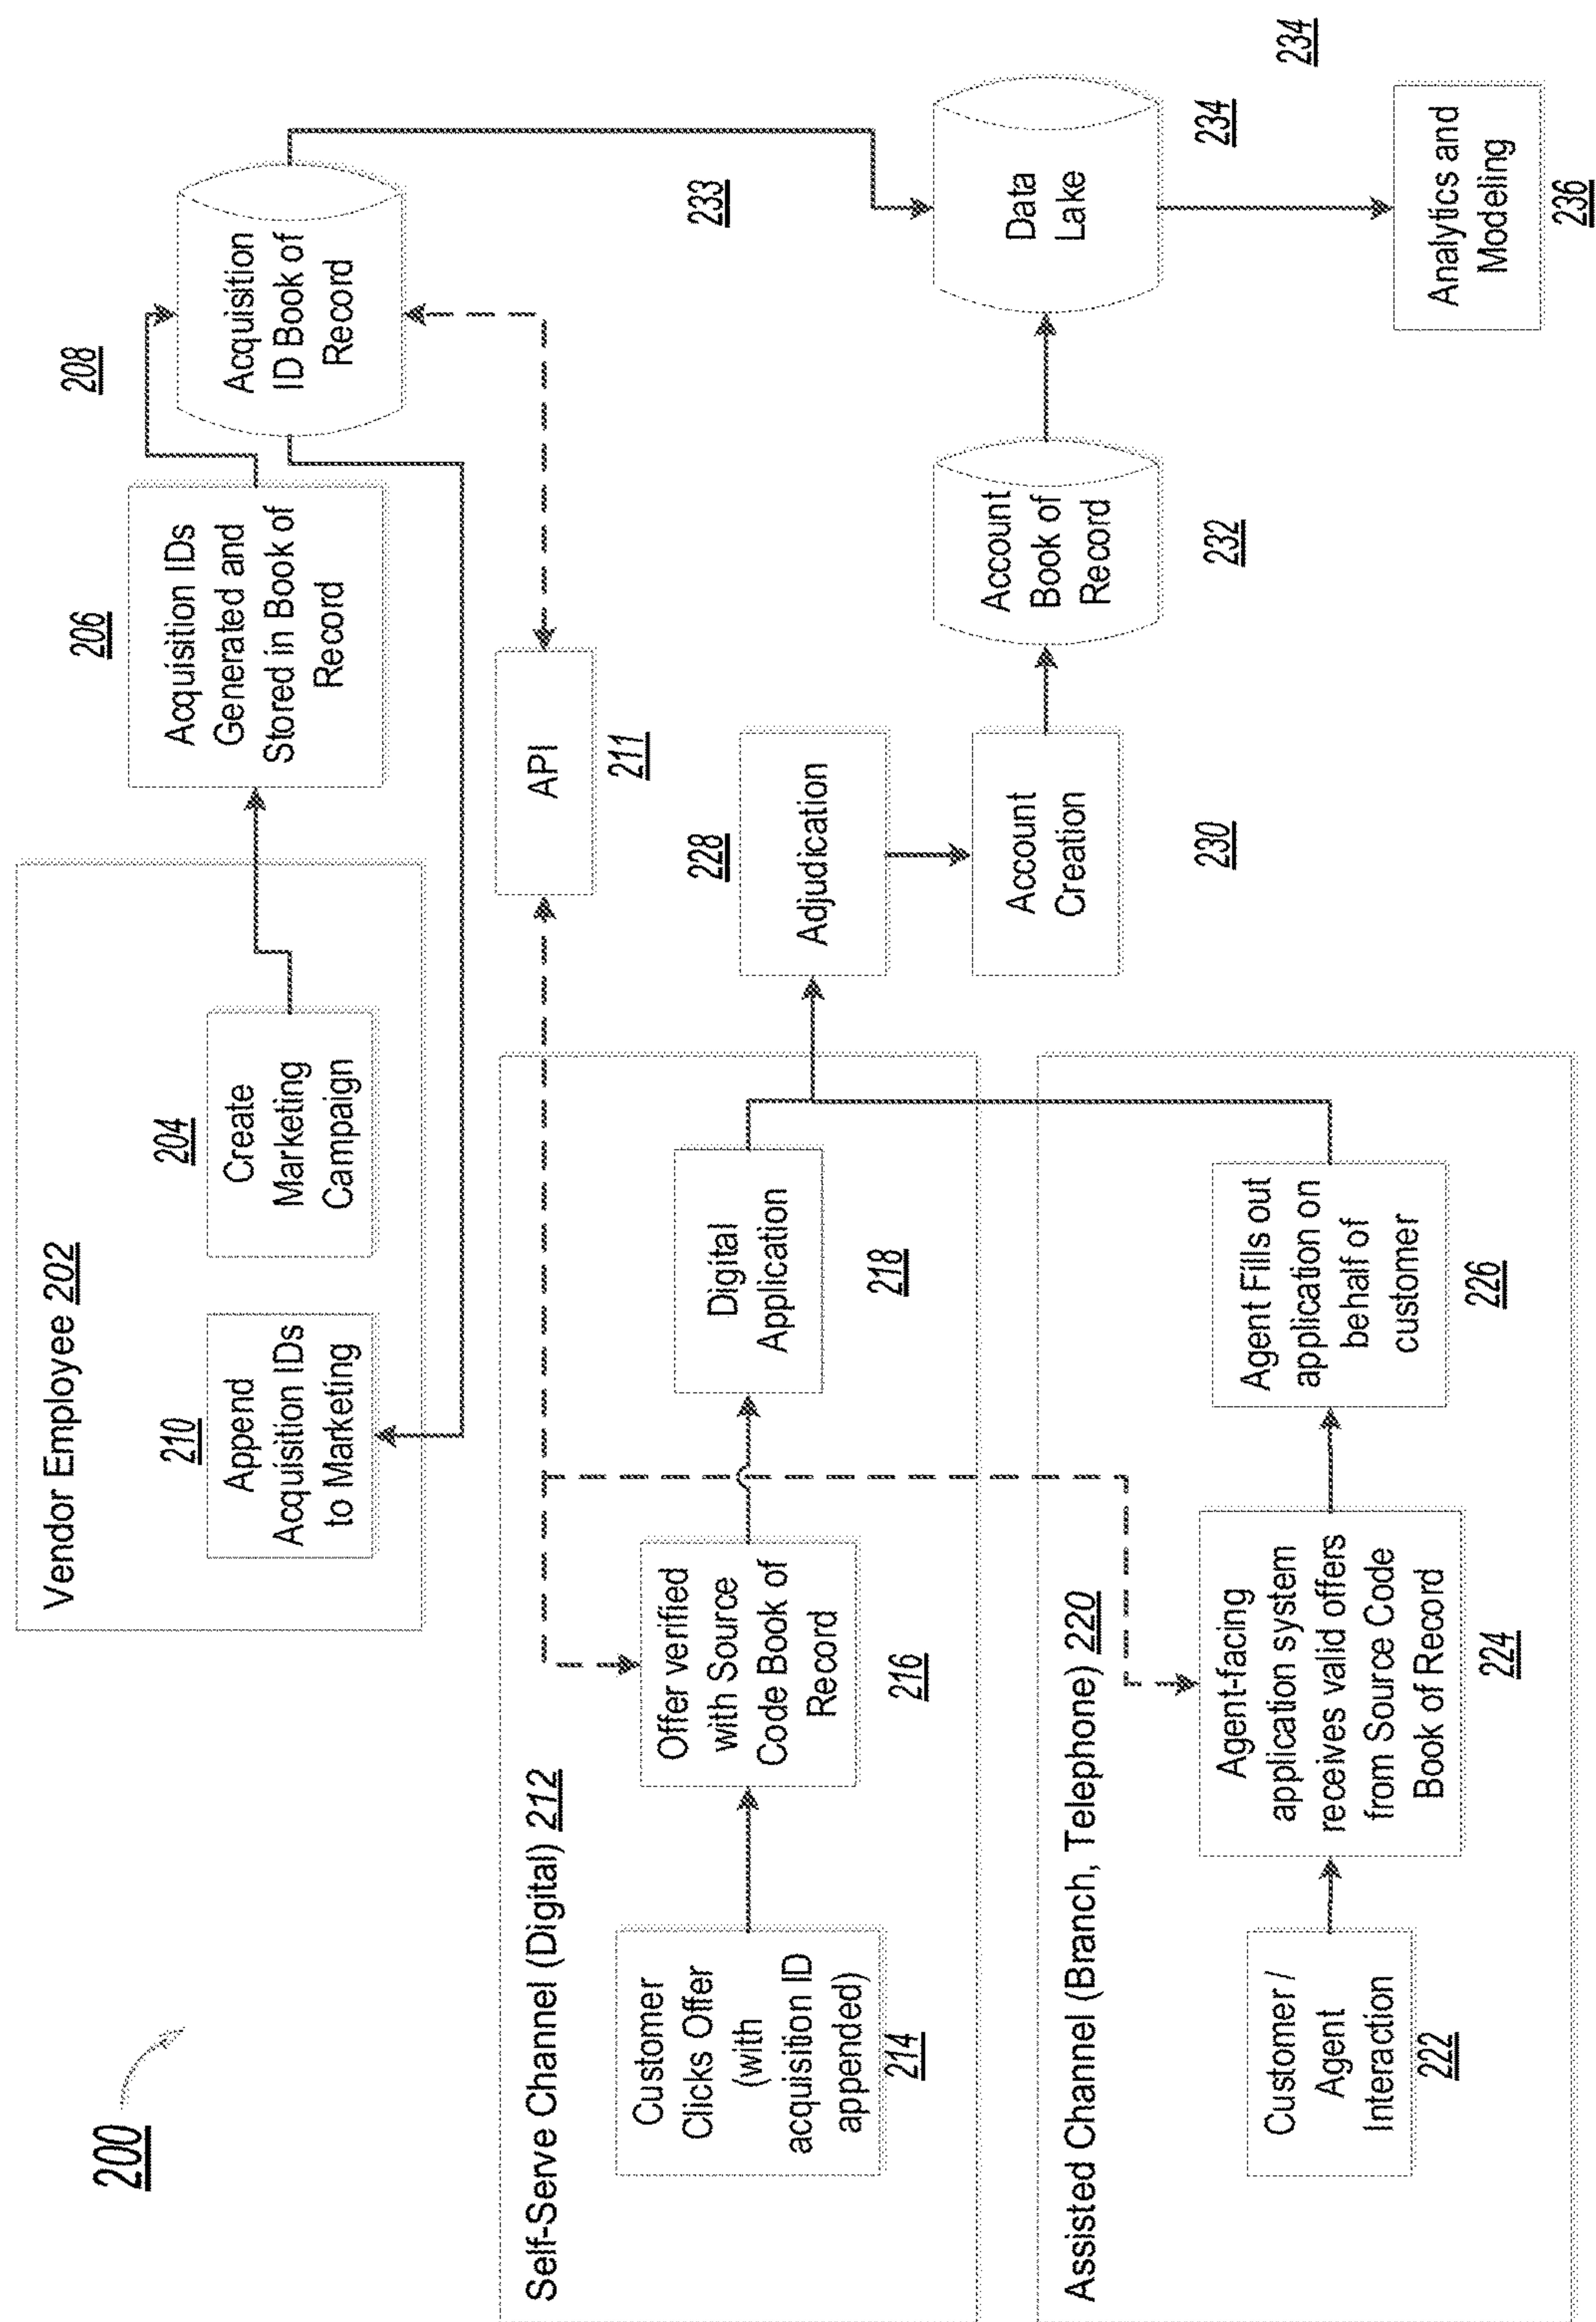 200
Vendor Employee 202
210
Append
Acquisition IDs
to Marketing
204
Create
Marketing
Campaign
206
Acquisition IDs
Generated and
Stored in Book of
Record
208
Acquisition
ID Book of
Record
API
211
Self-Serve Channel (Digital) 212
Customer
Clicks Offer
(with
acquisition ID
appended)
214
Offer verified
with Source
Code Book of
Record
216
Digital
Application
218
228
Adjudication
Account
Creation
230
Account
Book of
Record
232
233
Data
Lake
234
234
Analytics and
Modeling
236
Assisted Channel (Branch, Telephone) 220
Customer /
Agent
Interaction
222
Agent-facing
application system
receives valid offers
from Source Code
Book of Record
224
Agent Fills out
application on
behalf of
customer
226